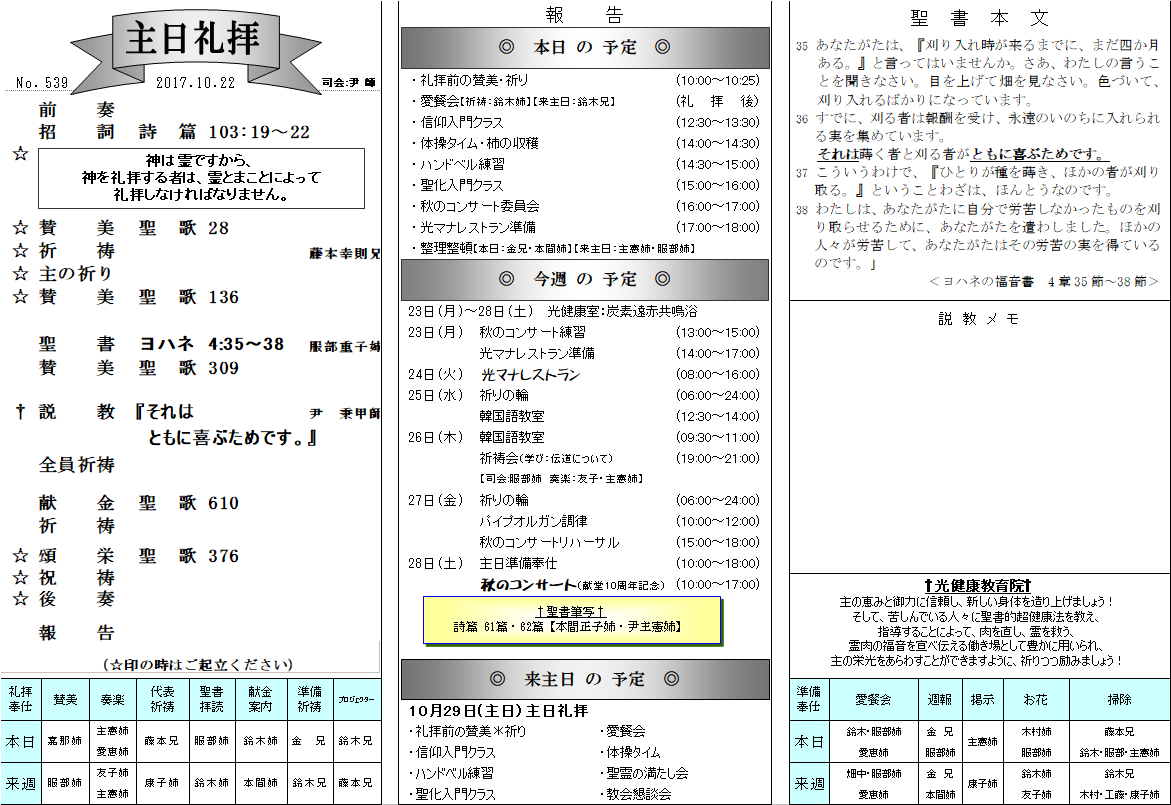 主日礼拝
No. 539 2017.10.22 司会:尹 師
前 奏
招 詞 詩 篇 103:19～22
☆ 神は霊ですから、
神を礼拝する者は、霊とまことによって
礼拝しなければなりません。
☆ 賛 美 聖 歌 28
☆ 祈 祷 藤本幸則兄
☆ 主の祈り
☆ 賛 美 聖 歌 136
聖 書 ヨハネ 4:35～38 服部重子姉
賛 美 聖 歌 309
† 説 教 『それは 尹 秉甲師
ともに喜ぶためです。』
全員祈祷
献 金 聖 歌 610
祈 祷
☆ 頌 栄 聖 歌 376
☆ 祝 祷
☆ 後 奏
報 告
(☆印の時はご起立ください)
礼拝奉仕 賛美 奏楽 代表祈祷 聖書拝読 献金案内 準備祈祷 プロジェクター
本日 嘉那姉 主憲姉 愛恵姉 藤本兄 服部姉 鈴木姉 金 兄 鈴木兄
来週 服部姉 友子姉 主憲姉 康子姉 鈴木姉 本間姉 鈴木兄 藤本兄
報 告
◎ 本日 の 予定 ◎
・礼拝前の賛美・祈り (10:00～10:25)
・愛餐会【祈祷:鈴木姉】【来主日:鈴木兄】 (礼 拝 後)
・信仰入門クラス (12:30～13:30)
・体操タイム・柿の収穫 (14:00～14:30)
・ハンドベル練習 (14:30～15:00)
・聖化入門クラス (15:00～16:00)
・秋のコンサート委員会 (16:00～17:00)
・光マナレストラン準備 (17:00～18:00)
・整理整頓【本日:金兄・本間姉】【来主日:主憲姉・服部姉】
◎ 今週 の 予定 ◎
23日(月)～28日(土) 光健康室:炭素遠赤共鳴浴
23日(月) 秋のコンサート練習 (13:00～15:00)
光マナレストラン準備 (14:00～17:00)
24日(火) 光マナレストラン (08:00～16:00)
25日(水) 祈りの輪 (06:00～24:00)
韓国語教室 (12:30～14:00)
26日(木) 韓国語教室 (09:30～11:00)
祈祷会(学び:伝道について) (19:00～21:00)
【司会:服部姉 奏楽:友子・主憲姉】
27日(金) 祈りの輪 (06:00～24:00)
パイプオルガン調律 (10:00～12:00)
秋のコンサートリハーサル (15:00～18:00)
28日(土) 主日準備奉仕 (10:00～18:00)
秋のコンサート(献堂10周年記念) (10:00～17:00)
†聖書筆写†
詩篇 61篇・62篇【本間正子姉・尹主憲姉】
◎ 来主日 の 予定 ◎
10月29日(主日) 主日礼拝
・礼拝前の賛美＊祈り ・愛餐会
・信仰入門クラス ・体操タイム
・ハンドベル練習 ・聖霊の満たし会
・聖化入門クラス ・教会懇談会
聖 書 本 文
35 あなたがたは、『刈り入れ時が来るまでに、まだ四か月
ある。』と言ってはいませんか。さあ、わたしの言うこ
とを聞きなさい。目を上げて畑を見なさい。色づいて、
刈り入れるばかりになっています。
36 すでに、刈る者は報酬を受け、永遠のいのちに入れられ
る実を集めています。
それは蒔く者と刈る者がともに喜ぶためです。
37 こういうわけで、『ひとりが種を蒔き、ほかの者が刈り
取る。』ということわざは、ほんとうなのです。
38 わたしは、あなたがたに自分で労苦しなかったものを刈
り取らせるために、あなたがたを遣わしました。ほかの
人々が労苦して、あなたがたはその労苦の実を得ている
のです。」
＜ヨハネの福音書 4章35節～38節＞
説 教 メ モ
†光健康教育院†
主の恵みと御力に信頼し、新しい身体を造り上げましょう！
そして、苦しんでいる人々に聖書的超健康法を教え、
指導することによって、肉を直し、霊を救う、
霊肉の福音を宣べ伝える働き場として豊かに用いられ、
主の栄光をあらわすことができますように、祈りつつ励みましょう！
準備奉仕 愛餐会 週報 掲示 お花 掃除
本日 鈴木・服部姉 愛恵姉 金 兄 服部姉 主憲姉 木村姉 服部姉 藤本兄 鈴木・服部・主憲姉
来週 畑中・服部姉 愛恵姉 金 兄 本間姉 康子姉 鈴木姉 友子姉 鈴木兄 木村・工藤・康子姉